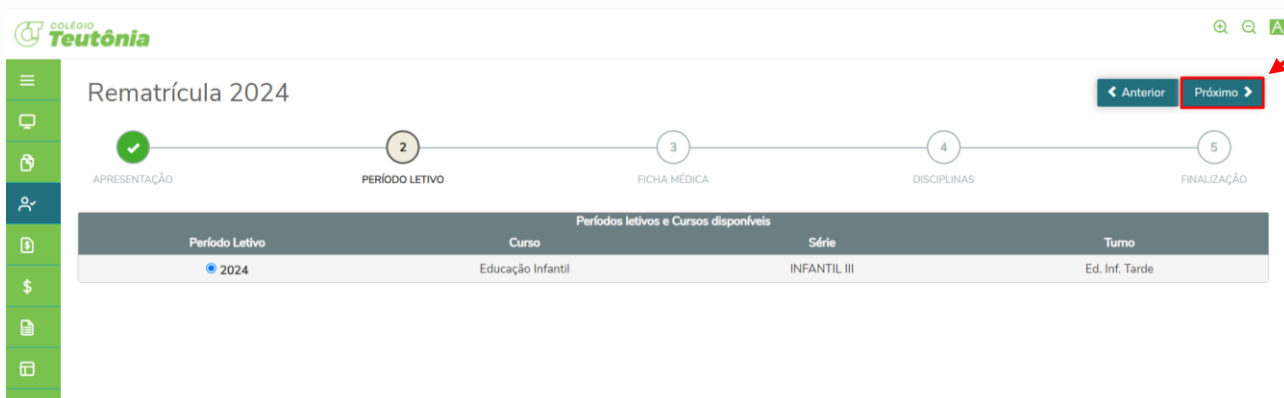 COLÉGIO
Teutônia
A
Rematrícula 2024
Anterior
Próximo
2
3
4
5
APRESENTAÇÃO
PERÍODO LETIVO
FICHA MÉDICA
DISCIPLINAS
FINALIZAÇÃO
Períodos letivos e Cursos disponíveis
Período Letivo Curso Série Turno
2024 Educação Infantil INFANTIL III Ed. Inf. Tarde